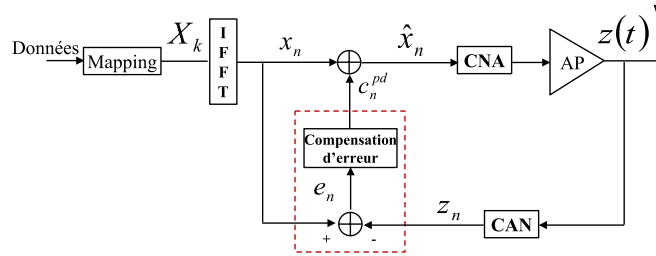 Données
Mapping
X_k
I
F
F
T
x_n
x̂_n
CNA
AP
z(t)
c_n^{pd}
Compensation
d'erreur
e_n
z_n
CAN
+
-